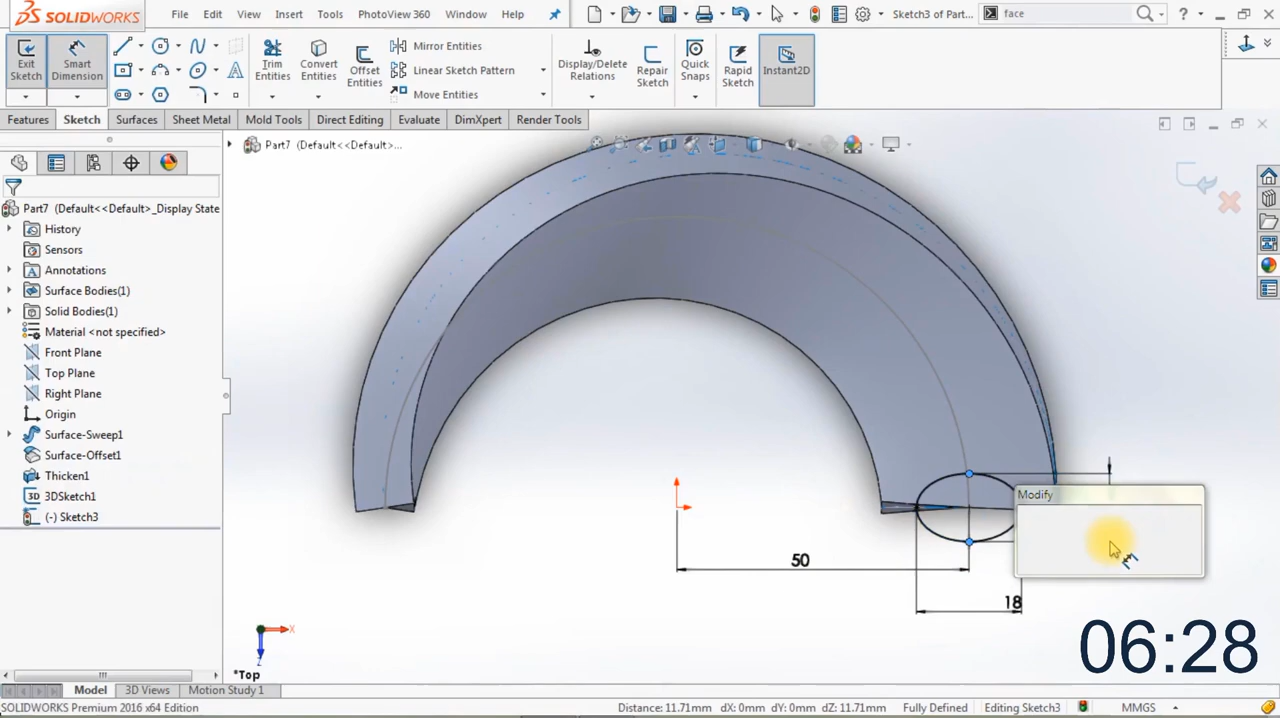 SOLIDWORKS
File Edit View Insert Tools PhotoView 360 Window Help
Sketch3 of Part...
face
Exit Sketch
Smart Dimension
Trim Entities
Convert Entities
Offset Entities
Mirror Entities
Linear Sketch Pattern
Move Entities
Display/Delete Relations
Repair Sketch
Quick Snaps
Rapid Sketch
Instant2D
Features Sketch Surfaces Sheet Metal Mold Tools Direct Editing Evaluate DimXpert Render Tools
Part7 (Default<<Default>...
Part7 (Default<<Default>_Display State
History
Sensors
Annotations
Surface Bodies(1)
Solid Bodies(1)
Material <not specified>
Front Plane
Top Plane
Right Plane
Origin
Surface-Sweep1
Surface-Offset1
Thicken1
3D 3DSketch1
(-) Sketch3
Modify
50
18
X
Z
*Top
06:28
Model 3D Views Motion Study 1
SOLIDWORKS Premium 2016 x64 Edition
Distance: 11.71mm dX: 0mm dY: 0mm dZ: 11.71mm Fully Defined Editing Sketch3 MMGS